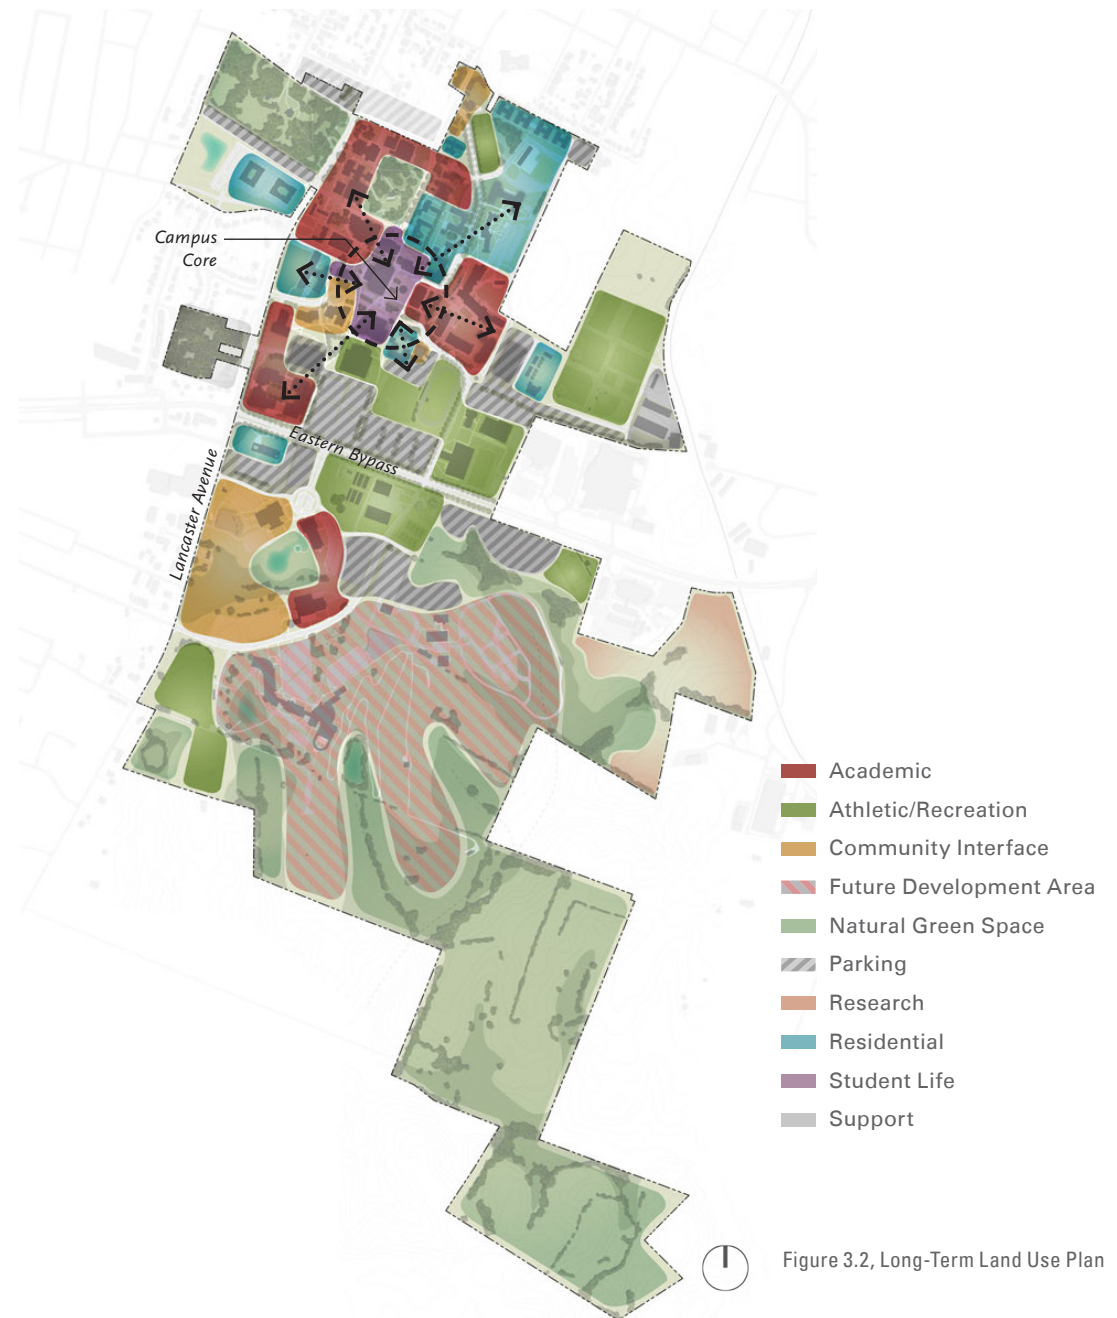 Campus
Core
Eastern Bypass
Lancaster Avenue
Academic
Athletic/Recreation
Community Interface
Future Development Area
Natural Green Space
Parking
Research
Residential
Student Life
Support
Figure 3.2, Long-Term Land Use Plan